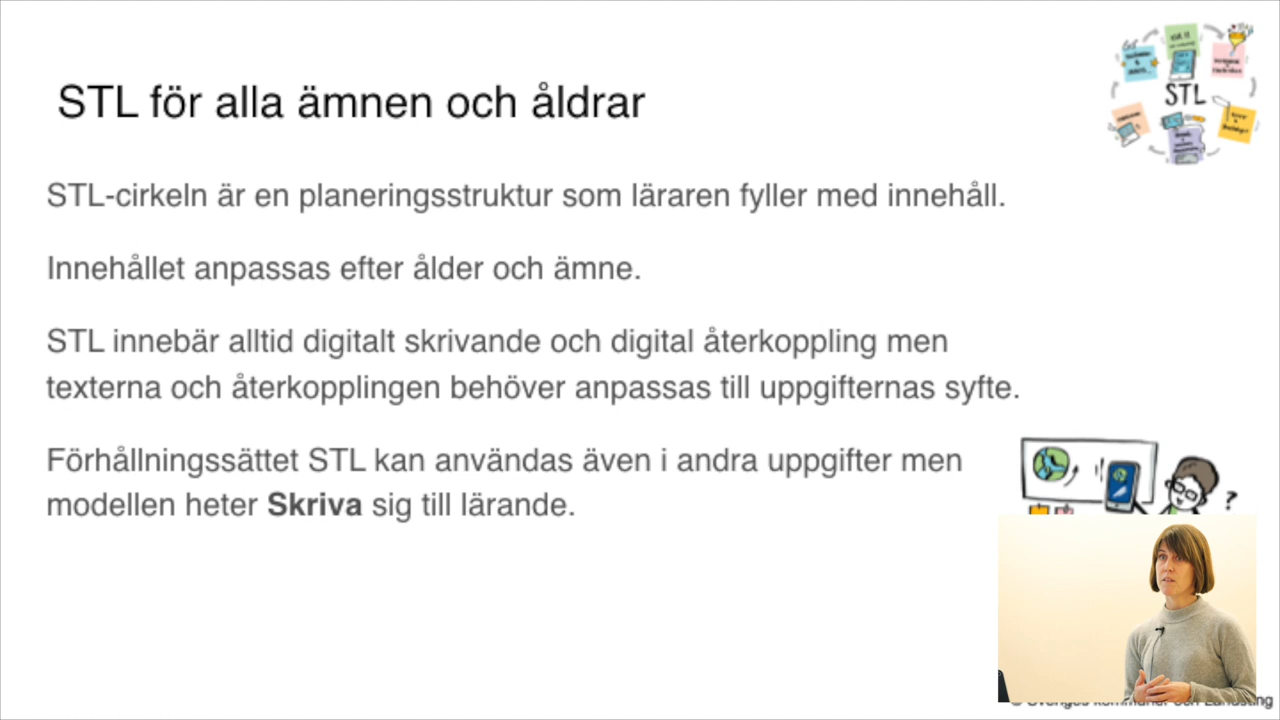 STL för alla ämnen och åldrar
STL
STL-cirkeln är en planeringsstruktur som läraren fyller med innehåll.
Innehållet anpassas efter ålder och ämne.
STL innebär alltid digitalt skrivande och digital återkoppling men
texterna och återkopplingen behöver anpassas till uppgifternas syfte.
Förhållningssättet STL kan användas även i andra uppgifter men
modellen heter Skriva sig till lärande.
?